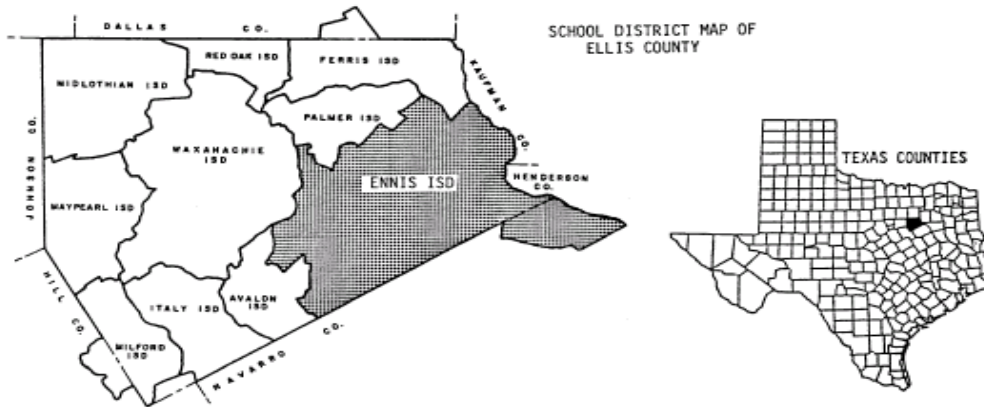 SCHOOL DISTRICT MAP OF
ELLIS COUNTY
DALLAS CO.
RED OAK ISD
FERRIS ISD
MIDLOTHIAN ISD
KAUFMAN CO.
PALMER ISD
JOHNSON CO.
WAXAHACHIE
ISD
TEXAS COUNTIES
ENNIS ISD
HENDERSON
CO.
MAYPEARL ISD
HILL CO.
ITALY ISD
AVALON
ISD
MILFORD
ISD
NAVARRO CO.